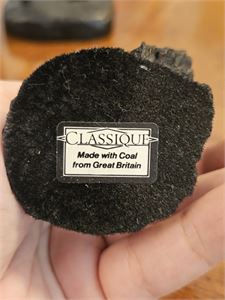 CLASSIQUE
Made with Coal
from Great Britain